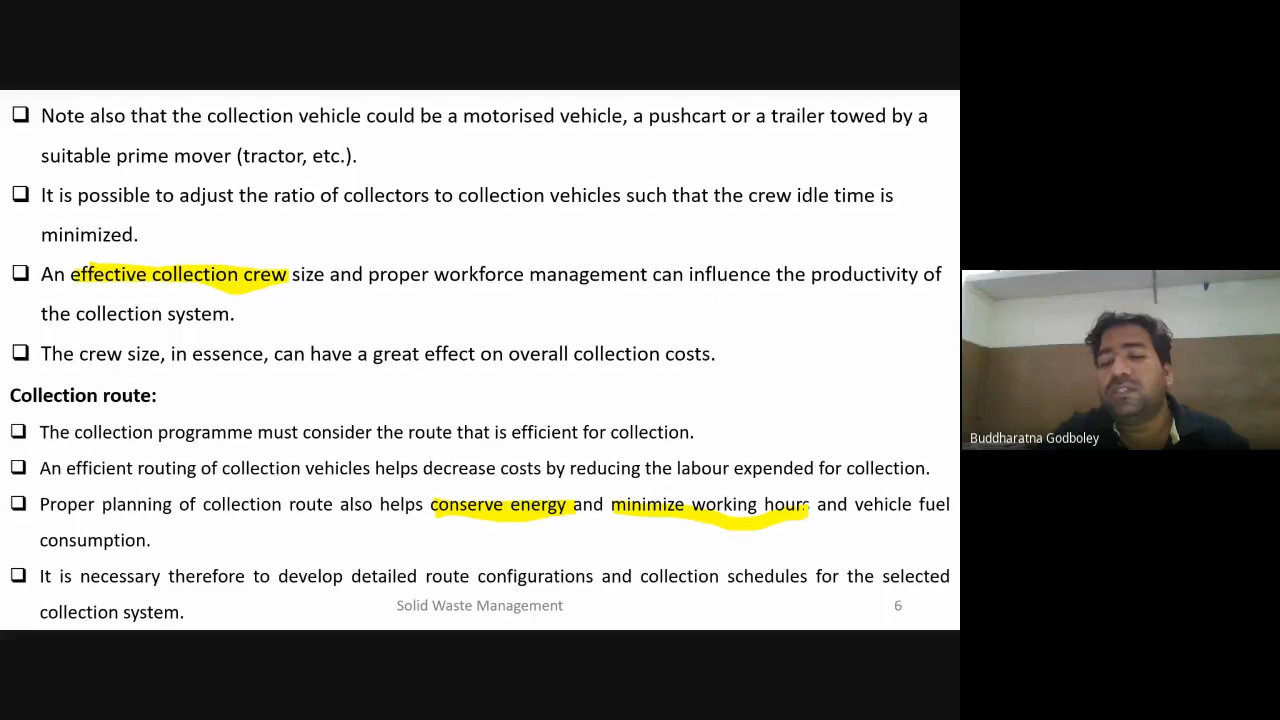 Note also that the collection vehicle could be a motorised vehicle, a pushcart or a trailer towed by a
suitable prime mover (tractor, etc.).
It is possible to adjust the ratio of collectors to collection vehicles such that the crew idle time is
minimized.
An effective collection crew size and proper workforce management can influence the productivity of
the collection system.
The crew size, in essence, can have a great effect on overall collection costs.
Collection route:
The collection programme must consider the route that is efficient for collection.
An efficient routing of collection vehicles helps decrease costs by reducing the labour expended for collection.
Proper planning of collection route also helps conserve energy and minimize working hours and vehicle fuel
consumption.
It is necessary therefore to develop detailed route configurations and collection schedules for the selected
collection system.
Solid Waste Management
6
Buddharatna Godboley